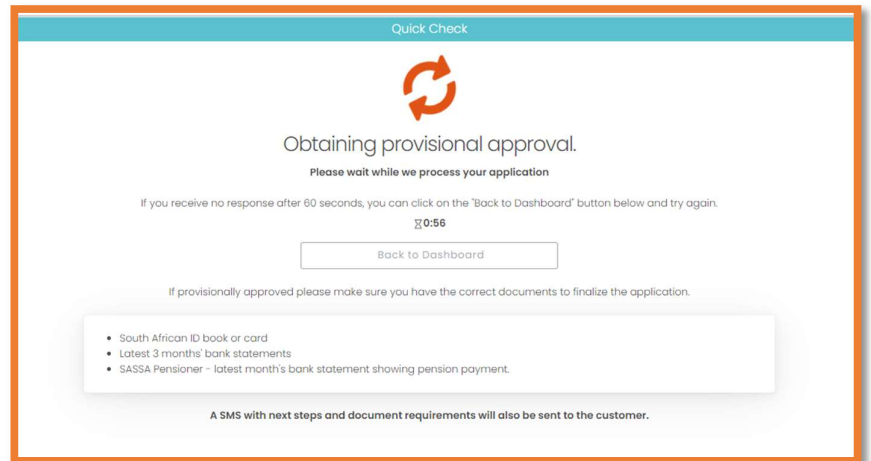 Quick Check
Obtaining provisional approval.
Please wait while we process your application
If you receive no response after 60 seconds, you can click on the "Back to Dashboard" button below and try again.
0:56
Back to Dashboard
If provisionally approved please make sure you have the correct documents to finalize the application.
• South African ID book or card
• Latest 3 months' bank statements
• SASSA Pensioner - latest month's bank statement showing pension payment.
A SMS with next steps and document requirements will also be sent to the customer.